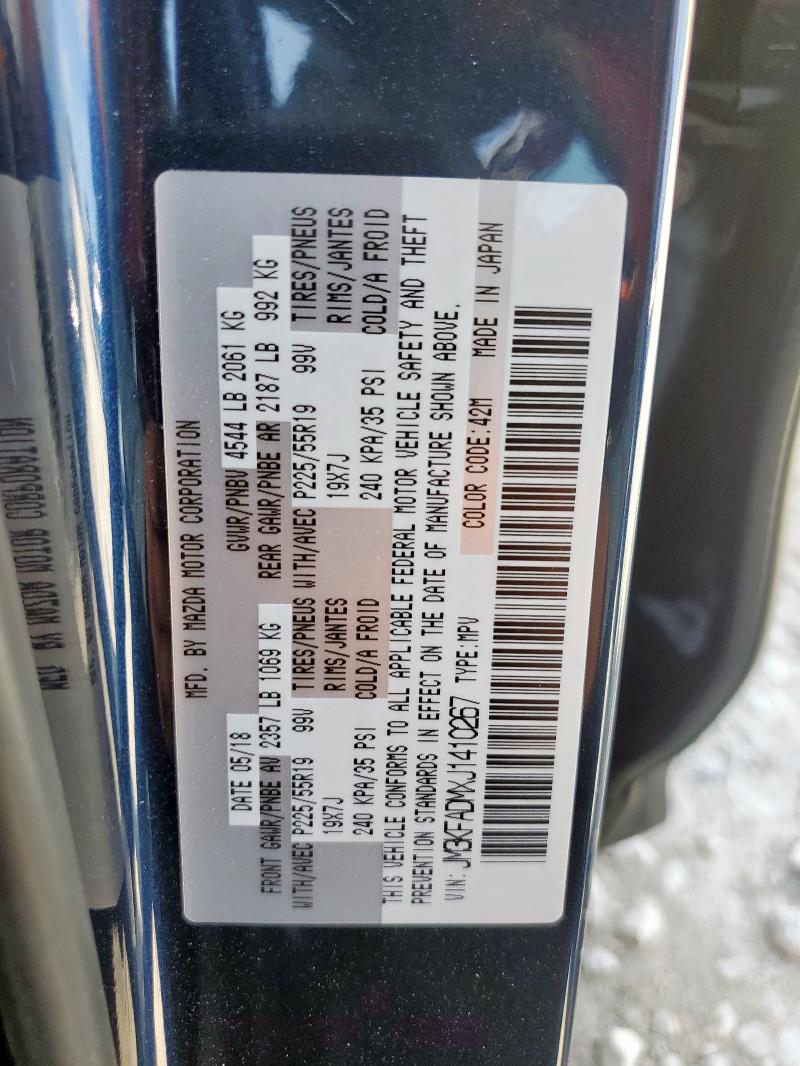 MFD. BY MAZDA MOTOR CORPORATION
DATE 05/18 GVWR/PNBV 4544 LB 2061 KG
FRONT GAWR/PNBE AV 2357 LB 1069 KG REAR GAWR/PNBE AR 2187 LB 992 KG
WITH/AVEC P225/55R19 99V TIRES/PNEUS WITH/AVEC P225/55R19 99V TIRES/PNEUS
19X7J RIMS/JANTES 19X7J RIMS/JANTES
240 KPA/35 PSI COLD/A FROID 240 KPA/35 PSI COLD/A FROID
THIS VEHICLE CONFORMS TO ALL APPLICABLE FEDERAL MOTOR VEHICLE SAFETY AND THEFT
PREVENTION STANDARDS IN EFFECT ON THE DATE OF MANUFACTURE SHOWN ABOVE.
VIN: JM3KFADMXJ1410267 TYPE: MPV COLOR CODE: 42M MADE IN JAPAN